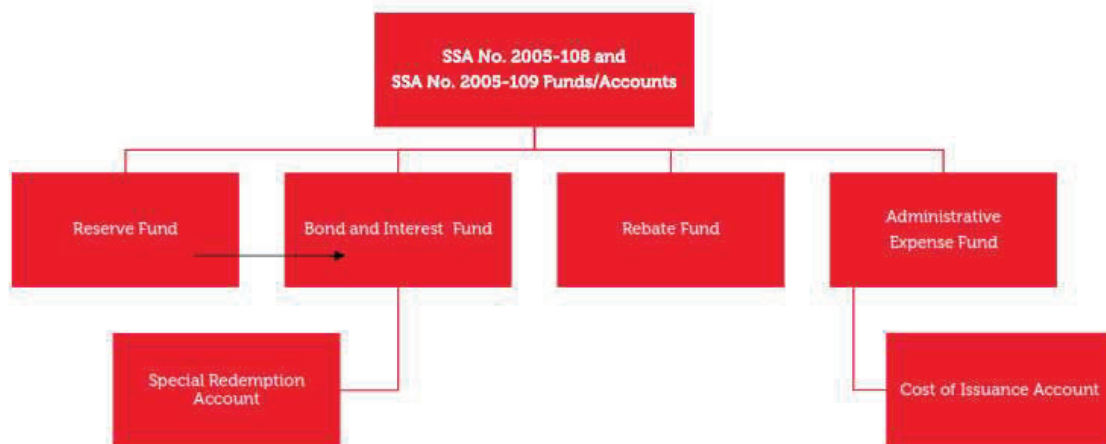 SSA No. 2005-108 and
SSA No. 2005-109 Funds/Accounts
Reserve Fund
Bond and Interest Fund
Rebate Fund
Administrative
Expense Fund
Special Redemption
Account
Cost of Issuance Account